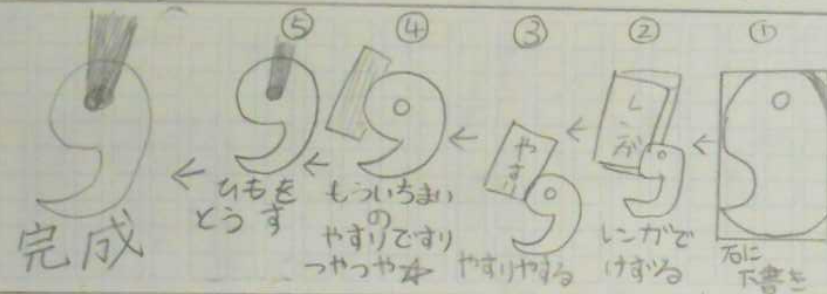 ①
石に
下書き
②
レンガ
レンガで
けずる
③
やすり
やすりやする
④
もういちまい
の
やすりですり
つやつや☆
⑤
ひもを
とうす
完成